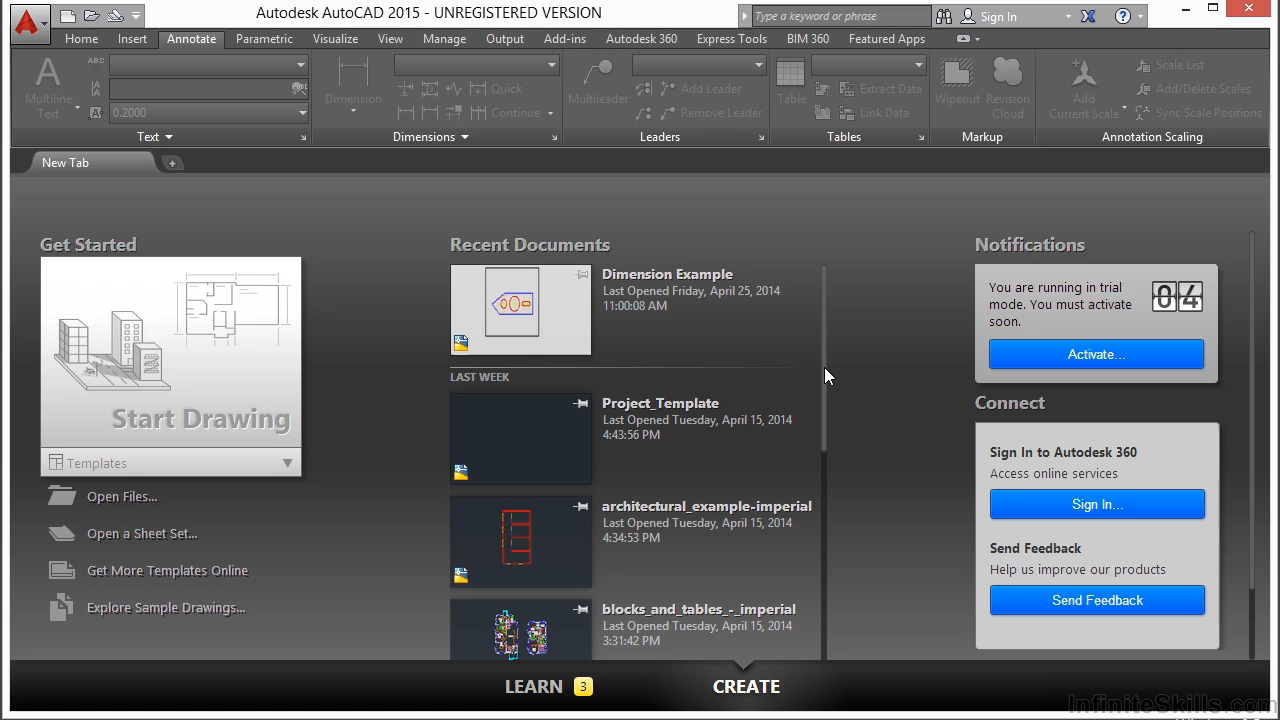 Autodesk AutoCAD 2015 - UNREGISTERED VERSION
Type a keyword or phrase
Sign In
Home Insert Annotate Parametric Visualize View Manage Output Add-ins Autodesk 360 Express Tools BIM 360 Featured Apps
A
Multiline
Text
ABC
0.2000
Text
Dimension
Quick
Continue
Dimensions
Multileader
Add Leader
Remove Leader
Leaders
Table
Extract Data
Link Data
Tables
Wipeout
Revision
Cloud
Markup
Add
Current Scale
Scale List
Add/Delete Scales
Sync Scale Positions
Annotation Scaling
New Tab
Get Started
Start Drawing
Templates
Open Files...
Open a Sheet Set...
Get More Templates Online
Explore Sample Drawings...
Recent Documents
Dimension Example
Last Opened Friday, April 25, 2014
11:00:08 AM
LAST WEEK
Project_Template
Last Opened Tuesday, April 15, 2014
4:43:56 PM
architectural_example-imperial
Last Opened Tuesday, April 15, 2014
4:34:53 PM
blocks_and_tables_-_imperial
Last Opened Tuesday, April 15, 2014
3:31:42 PM
Notifications
You are running in trial
mode. You must activate
soon.
04
Activate...
Connect
Sign In to Autodesk 360
Access online services
Sign In...
Send Feedback
Help us improve our products
Send Feedback
LEARN 3
CREATE
InfiniteSkills.com